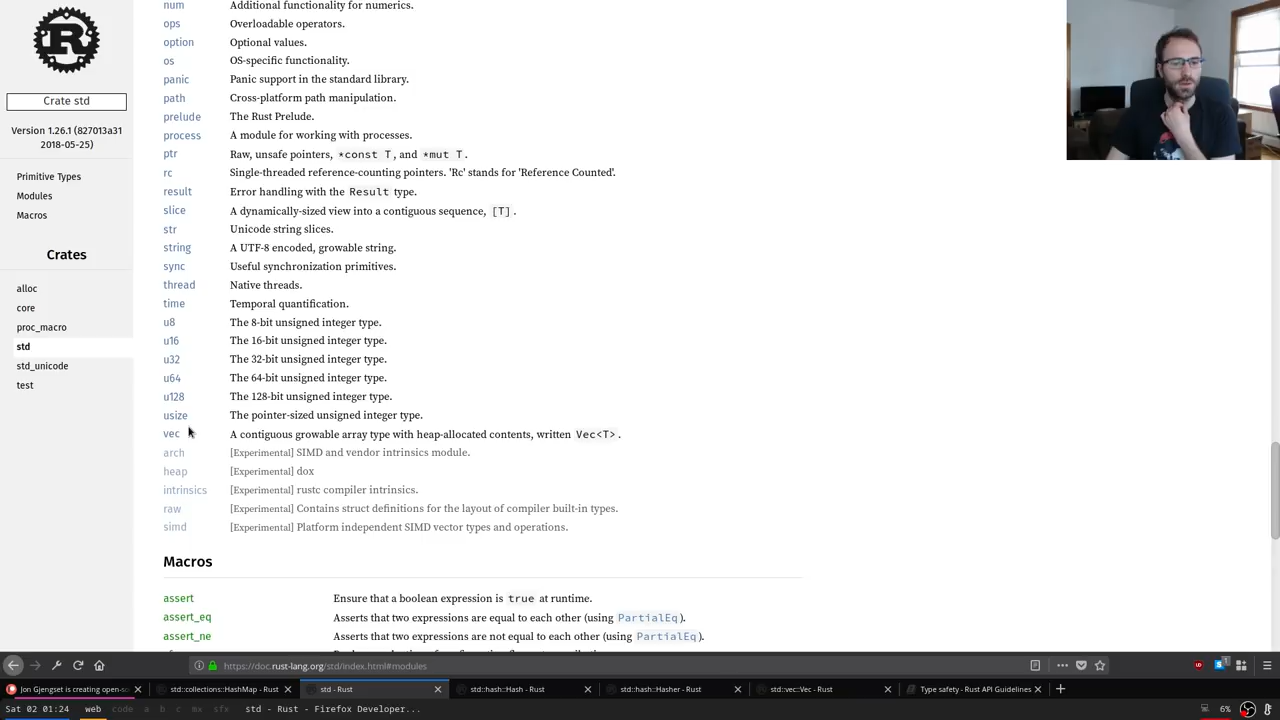 num Additional functionality for numerics.
ops Overloadable operators.
option Optional values.
os OS-specific functionality.
panic Panic support in the standard library.
Crate std
path Cross-platform path manipulation.
prelude The Rust Prelude.
Version 1.26.1 (827013a31
2018-05-25)
process A module for working with processes.
ptr Raw, unsafe pointers, *const T, and *mut T.
rc Single-threaded reference-counting pointers. 'Rc' stands for 'Reference Counted'.
Primitive Types
result Error handling with the Result type.
Modules
slice A dynamically-sized view into a contiguous sequence, [T].
Macros
str Unicode string slices.
string A UTF-8 encoded, growable string.
Crates
sync Useful synchronization primitives.
thread Native threads.
alloc
time Temporal quantification.
core
u8 The 8-bit unsigned integer type.
proc_macro
u16 The 16-bit unsigned integer type.
std
u32 The 32-bit unsigned integer type.
std_unicode
u64 The 64-bit unsigned integer type.
test
u128 The 128-bit unsigned integer type.
usize The pointer-sized unsigned integer type.
vec A contiguous growable array type with heap-allocated contents, written Vec<T>.
arch [Experimental] SIMD and vendor intrinsics module.
heap [Experimental] dox
intrinsics [Experimental] rustc compiler intrinsics.
raw [Experimental] Contains struct definitions for the layout of compiler built-in types.
simd [Experimental] Platform independent SIMD vector types and operations.
Macros
assert Ensure that a boolean expression is true at runtime.
assert_eq Asserts that two expressions are equal to each other (using PartialEq).
assert_ne Asserts that two expressions are not equal to each other (using PartialEq).
https://doc.rust-lang.org/std/index.html#modules
Jon Gjengset is creating open-so std::collections::HashMap - Rust std - Rust std::hash::Hash - Rust std::hash::Hasher - Rust std::vec::Vec - Rust Type safety - Rust API Guidelines
Sat 02 01:24 web code a b c mx sfx std - Rust - Firefox Developer... 6%